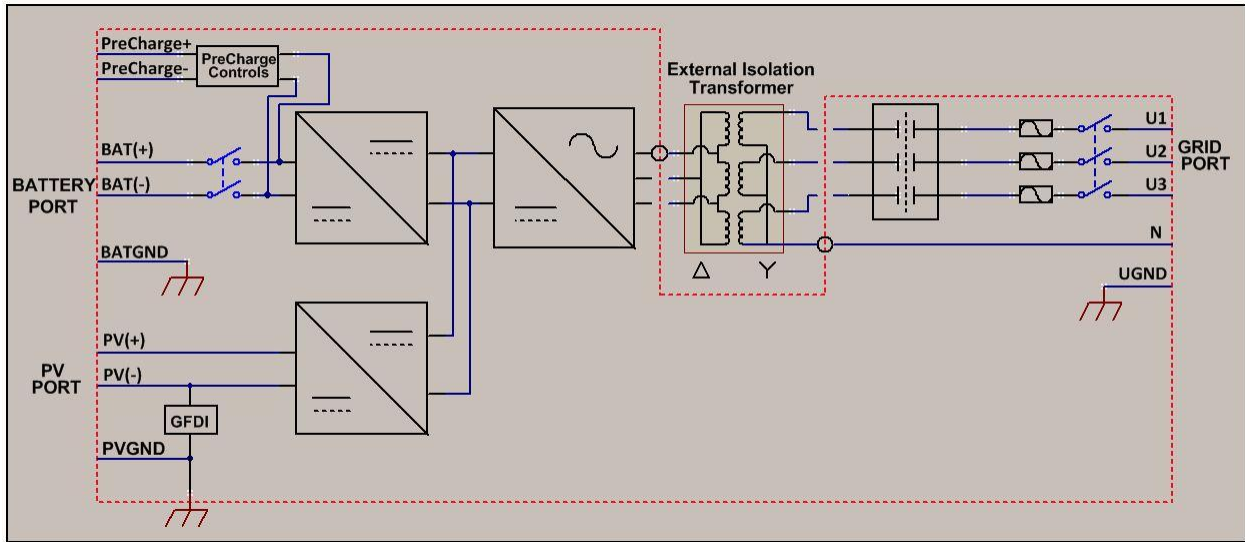 PreCharge+
PreCharge-
PreCharge
Controls
External Isolation
Transformer
BAT(+)
BAT(-)
BATTERY
PORT
BATGND
U1
U2
U3
GRID
PORT
N
UGND
PV(+)
PV(-)
PV
PORT
GFDI
PVGND